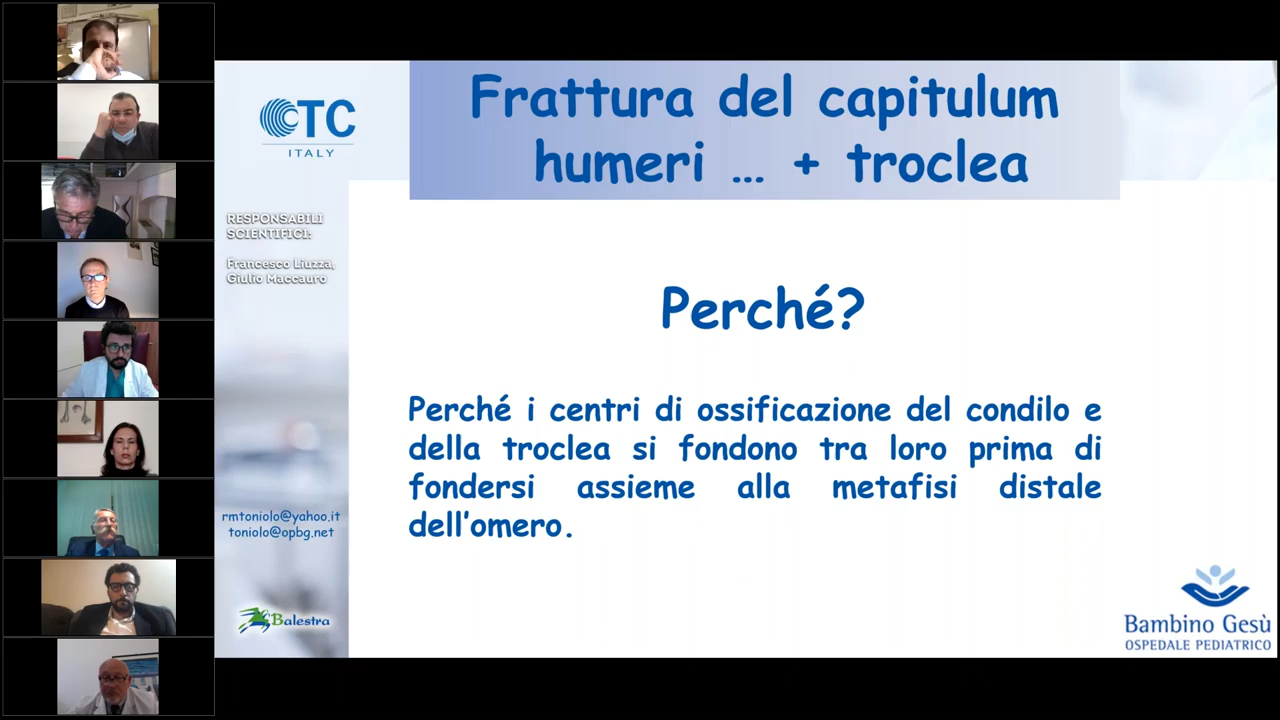 Frattura del capitulum
humeri … + troclea
OTC
ITALY
RESPONSABILI
SCIENTIFICI:
Francesco Liuzza,
Giulio Maccauro
Perché?
Perché i centri di ossificazione del condilo e
della troclea si fondono tra loro prima di
fondersi assieme alla metafisi distale
dell’omero.
rmtoniolo@yahoo.it
toniolo@opbg.net
Balestra
Bambino Gesù
OSPEDALE PEDIATRICO